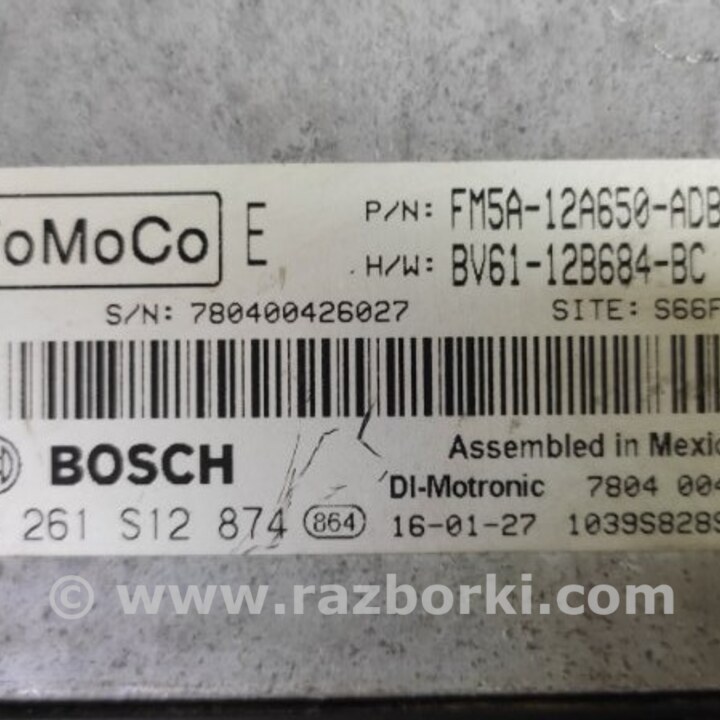 FoMoCo E P/N: FM5A-12A650-ADB
H/W: BV61-12B684-BC
S/N: 780400426027 SITE: S66F
BOSCH Assembled in Mexic
DI-Motronic 7804 004
261 S12 874 864 16-01-27 1039S828S
© www.razborki.com